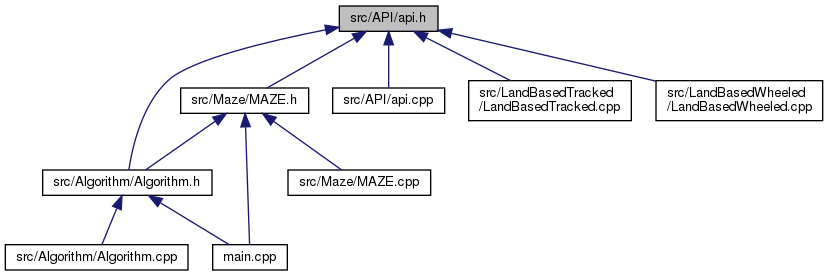 src/API/api.h
src/Maze/MAZE.h
src/API/api.cpp
src/LandBasedTracked
/LandBasedTracked.cpp
src/LandBasedWheeled
/LandBasedWheeled.cpp
src/Algorithm/Algorithm.h
src/Maze/MAZE.cpp
src/Algorithm/Algorithm.cpp
main.cpp